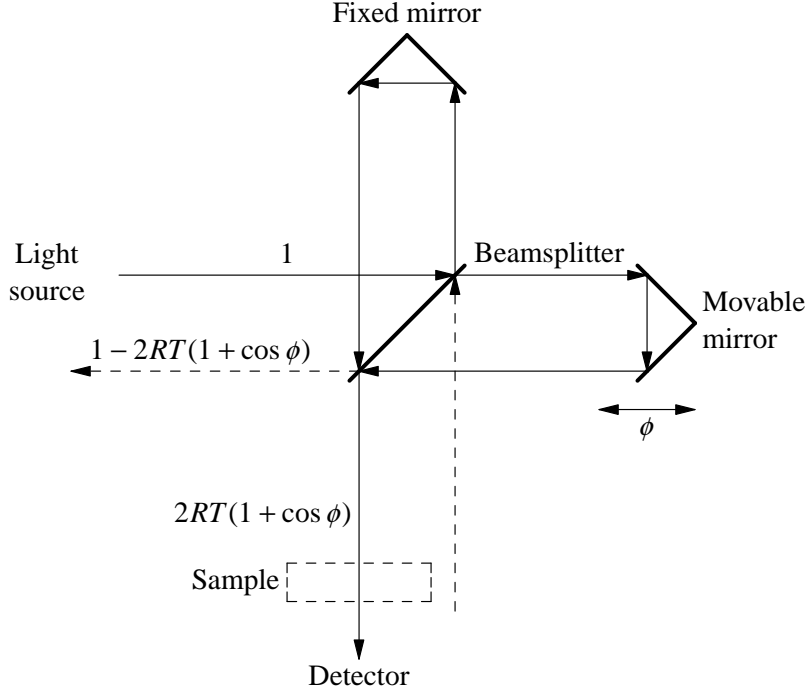 Fixed mirror
Light
source
1
Beamsplitter
Movable
mirror
1 − 2RT(1 + cos ϕ)
ϕ
2RT(1 + cos ϕ)
Sample
Detector